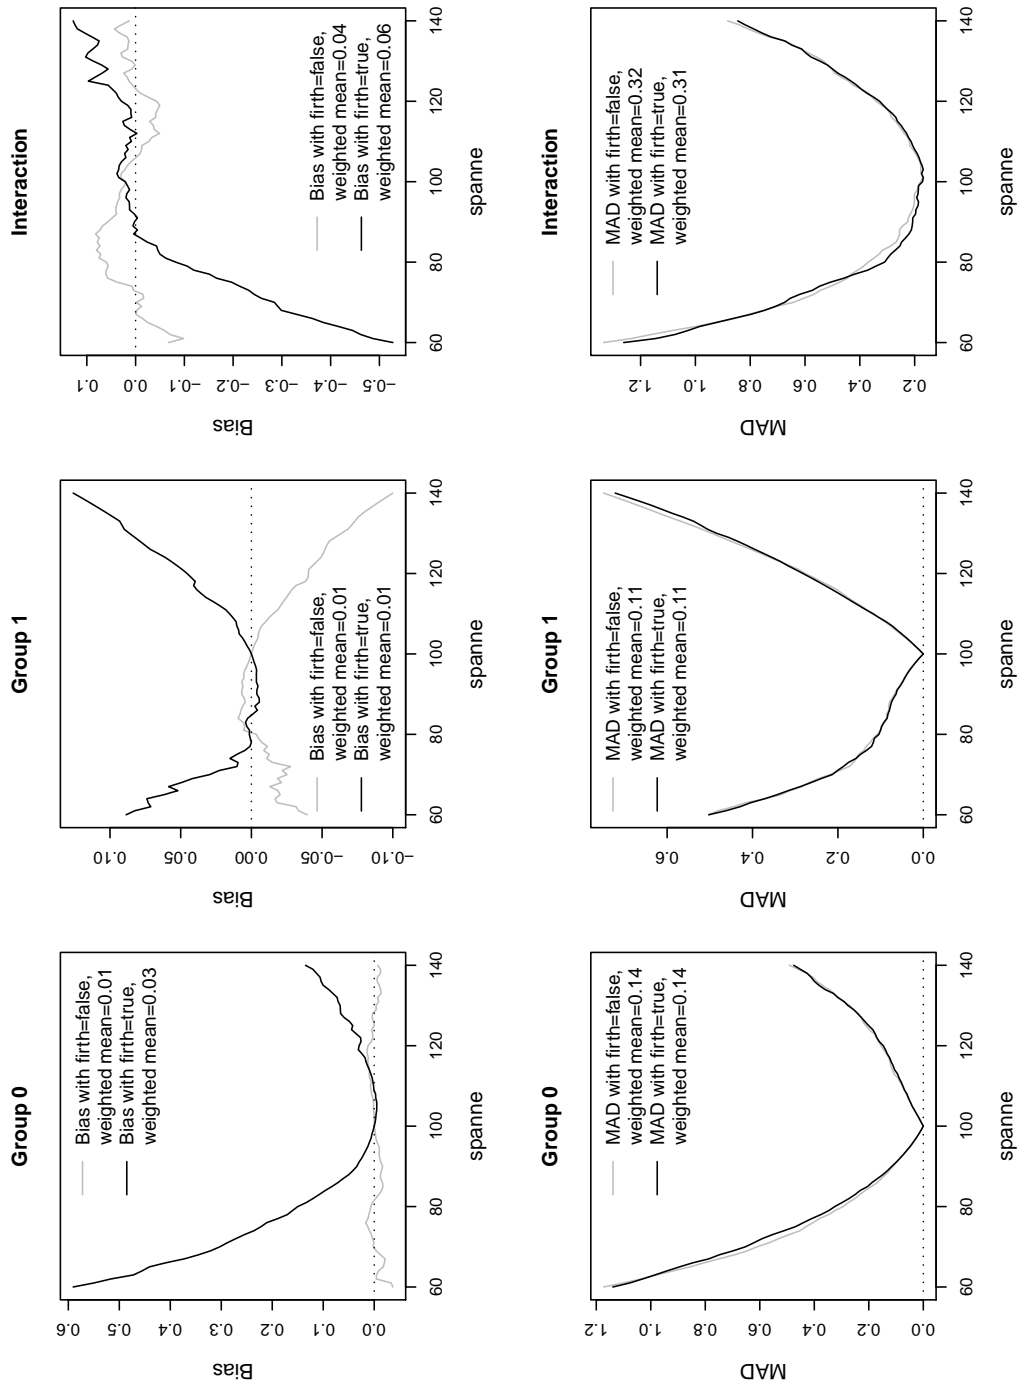 Group 0
0.0 0.1 0.2 0.3 0.4 0.5 0.6
Bias
60 80 100 120 140
spanne
Bias with firth=false,
weighted mean=0.01
Bias with firth=true,
weighted mean=0.03
Group 1
−0.10 −0.05 0.00 0.05 0.10
Bias
60 80 100 120 140
spanne
Bias with firth=false,
weighted mean=0.01
Bias with firth=true,
weighted mean=0.01
Interaction
−0.5 −0.4 −0.3 −0.2 −0.1 0.0 0.1
Bias
60 80 100 120 140
spanne
Bias with firth=false,
weighted mean=0.04
Bias with firth=true,
weighted mean=0.06
Group 0
0.0 0.2 0.4 0.6 0.8 1.0 1.2
MAD
60 80 100 120 140
spanne
MAD with firth=false,
weighted mean=0.14
MAD with firth=true,
weighted mean=0.14
Group 1
0.0 0.2 0.4 0.6
MAD
60 80 100 120 140
spanne
MAD with firth=false,
weighted mean=0.11
MAD with firth=true,
weighted mean=0.11
Interaction
0.2 0.4 0.6 0.8 1.0 1.2
MAD
60 80 100 120 140
spanne
MAD with firth=false,
weighted mean=0.32
MAD with firth=true,
weighted mean=0.31